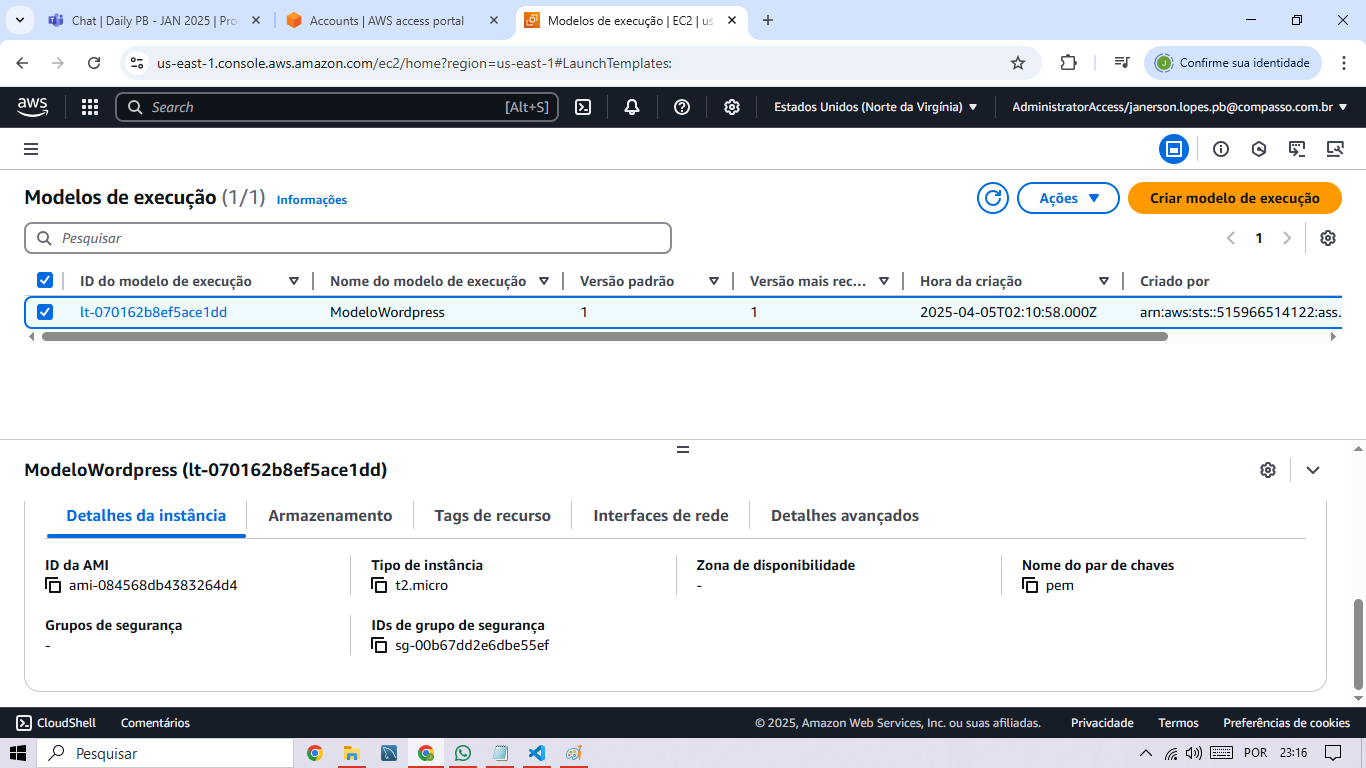 Chat | Daily PB - JAN 2025 | Pro
Accounts | AWS access portal
Modelos de execução | EC2 | us
us-east-1.console.aws.amazon.com/ec2/home?region=us-east-1#LaunchTemplates:
J
Confirme sua identidade
aws
Search
[Alt+S]
Estados Unidos (Norte da Virgínia)
AdministratorAccess/janerson.lopes.pb@compasso.com.br
Modelos de execução (1/1) Informações
Ações
Criar modelo de execução
Pesquisar
1
ID do modelo de execução
Nome do modelo de execução
Versão padrão
Versão mais rec...
Hora da criação
Criado por
lt-070162b8ef5ace1dd
ModeloWordpress
1
1
2025-04-05T02:10:58.000Z
arn:aws:sts::515966514122:ass.
ModeloWordpress (lt-070162b8ef5ace1dd)
Detalhes da instância
Armazenamento
Tags de recurso
Interfaces de rede
Detalhes avançados
ID da AMI
ami-084568db4383264d4
Tipo de instância
t2.micro
Zona de disponibilidade
-
Nome do par de chaves
pem
Grupos de segurança
-
IDs de grupo de segurança
sg-00b67dd2e6dbe55ef
CloudShell
Comentários
© 2025, Amazon Web Services, Inc. ou suas afiliadas.
Privacidade
Termos
Preferências de cookies
Pesquisar
POR
23:16